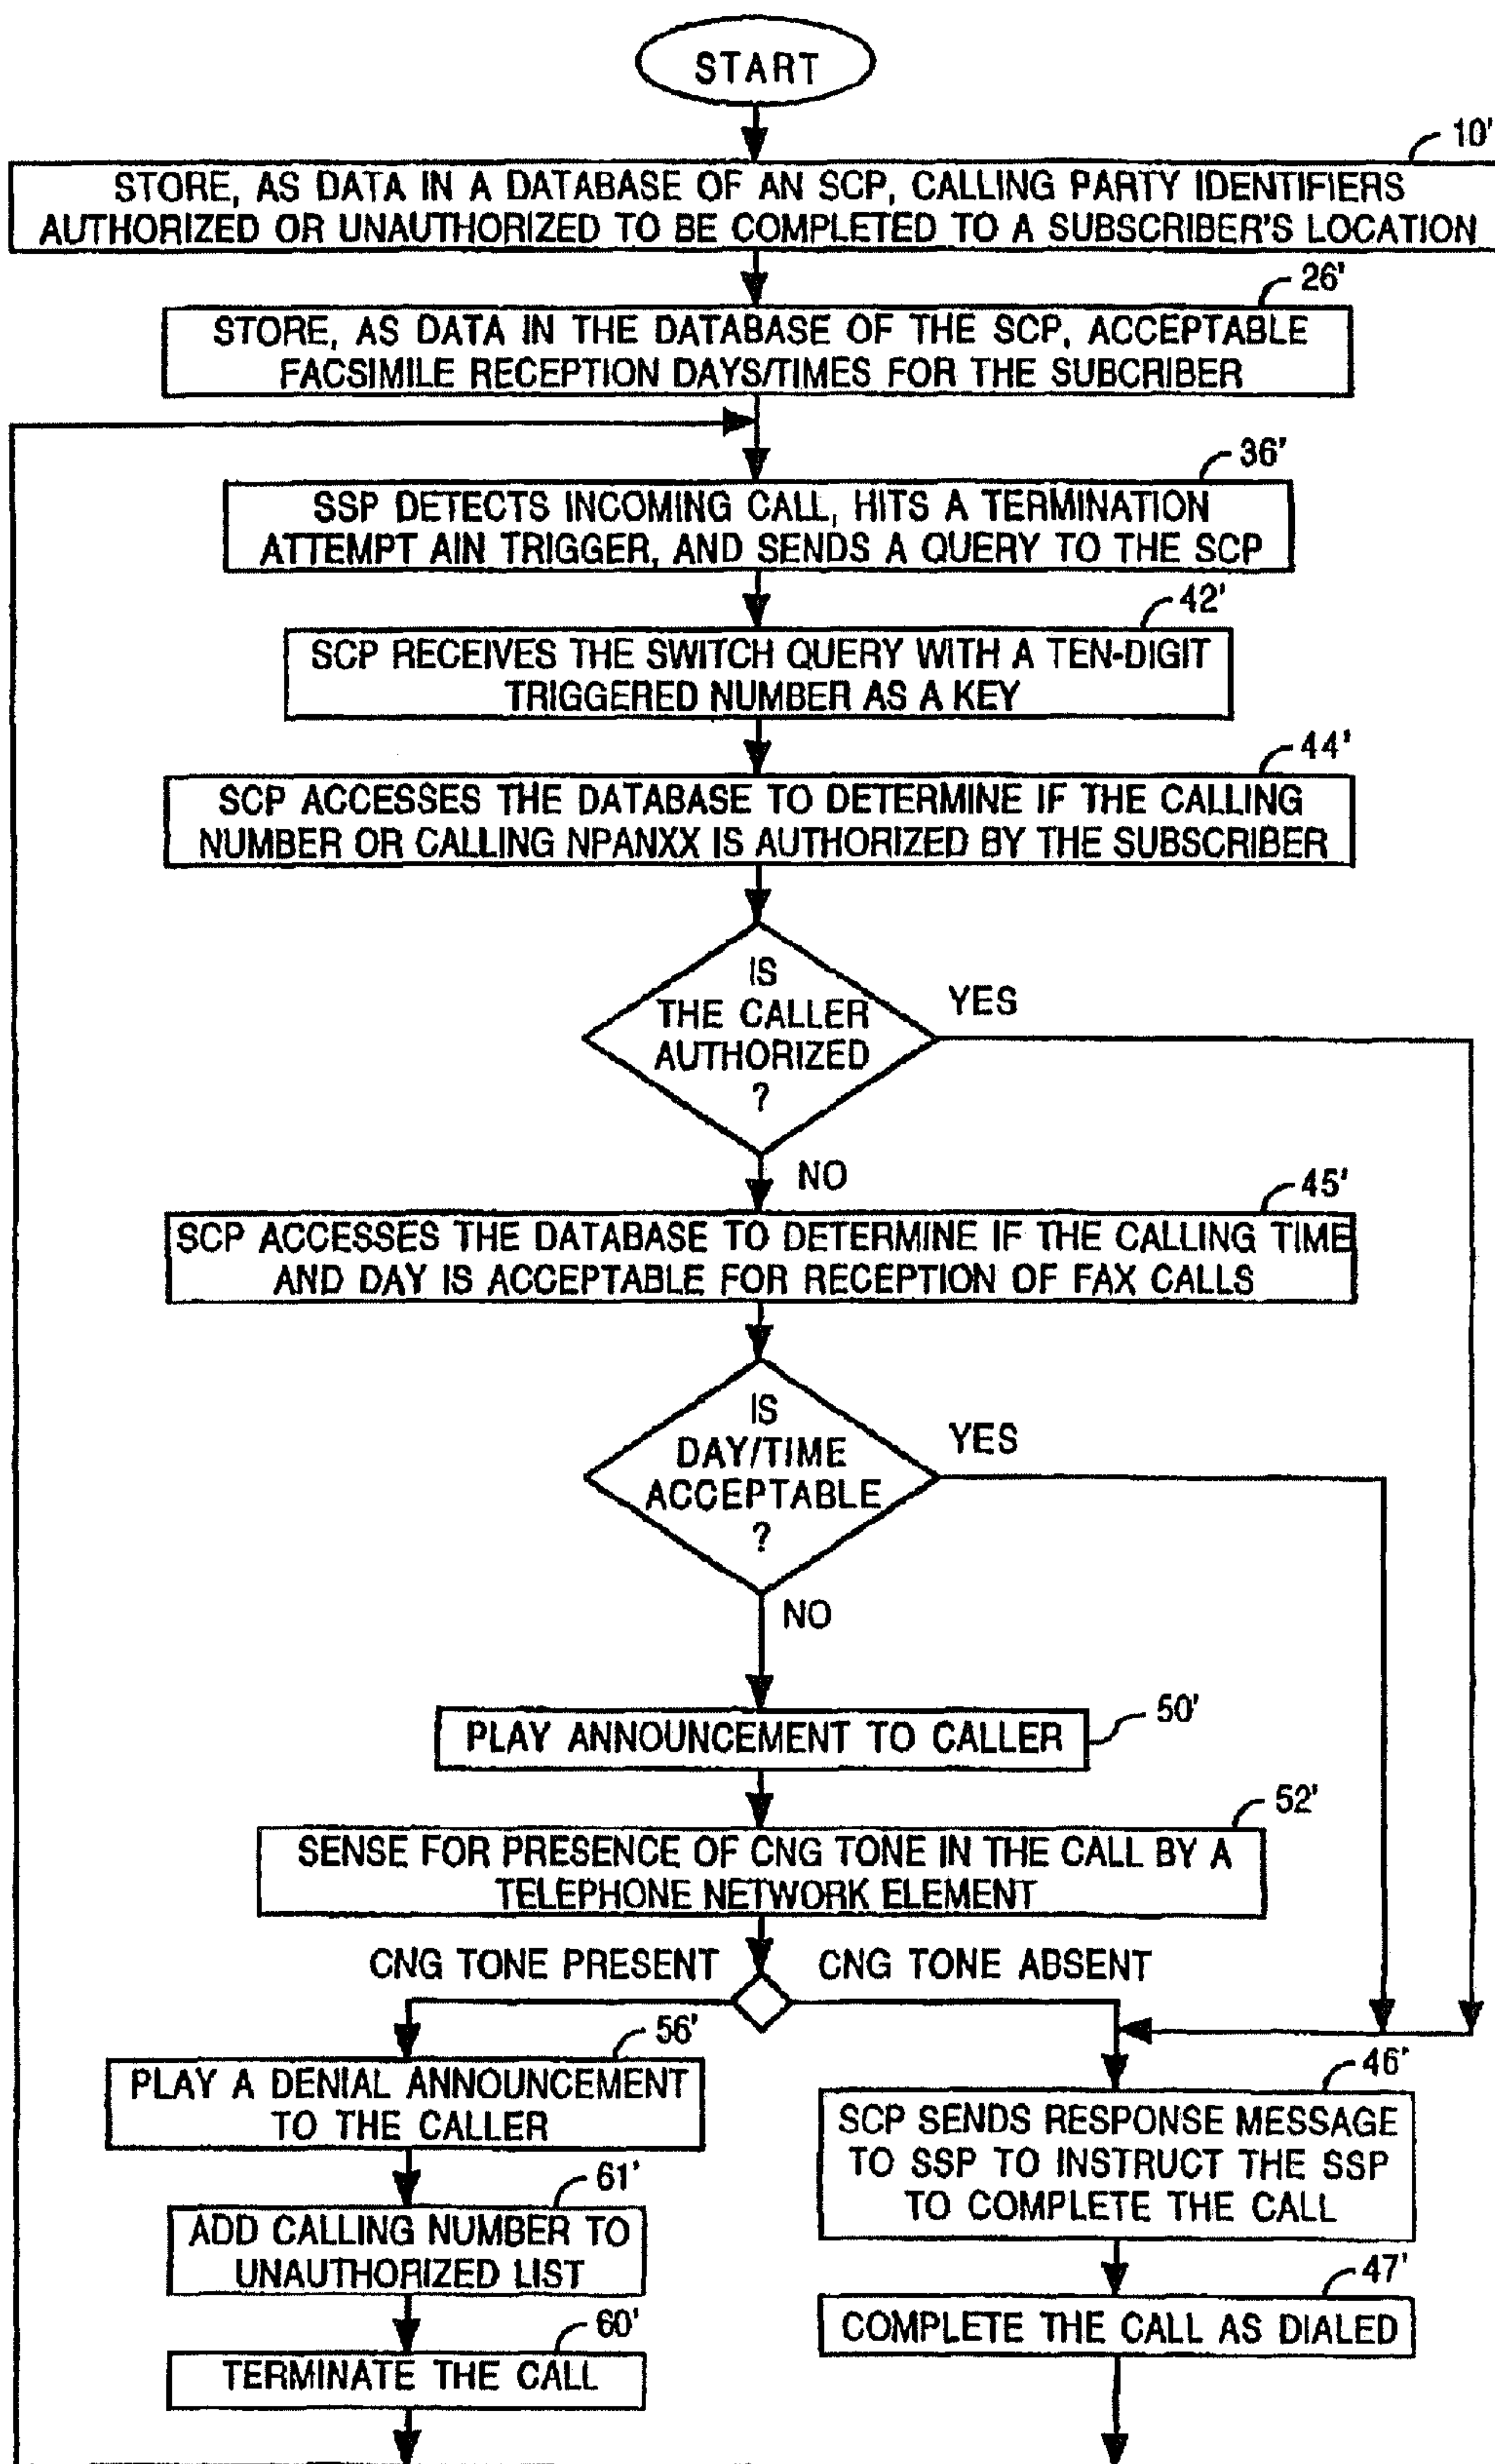 START
10'
STORE, AS DATA IN A DATABASE OF AN SCP, CALLING PARTY IDENTIFIERS
AUTHORIZED OR UNAUTHORIZED TO BE COMPLETED TO A SUBSCRIBER'S LOCATION
26'
STORE, AS DATA IN THE DATABASE OF THE SCP, ACCEPTABLE
FACSIMILE RECEPTION DAYS/TIMES FOR THE SUBCRIBER
36'
SSP DETECTS INCOMING CALL, HITS A TERMINATION
ATTEMPT AIN TRIGGER, AND SENDS A QUERY TO THE SCP
42'
SCP RECEIVES THE SWITCH QUERY WITH A TEN-DIGIT
TRIGGERED NUMBER AS A KEY
44'
SCP ACCESSES THE DATABASE TO DETERMINE IF THE CALLING
NUMBER OR CALLING NPANXX IS AUTHORIZED BY THE SUBSCRIBER
IS
THE CALLER
AUTHORIZED
?
YES
NO
45'
SCP ACCESSES THE DATABASE TO DETERMINE IF THE CALLING TIME
AND DAY IS ACCEPTABLE FOR RECEPTION OF FAX CALLS
IS
DAY/TIME
ACCEPTABLE
?
YES
NO
50'
PLAY ANNOUNCEMENT TO CALLER
52'
SENSE FOR PRESENCE OF CNG TONE IN THE CALL BY A
TELEPHONE NETWORK ELEMENT
CNG TONE PRESENT
CNG TONE ABSENT
56'
PLAY A DENIAL ANNOUNCEMENT
TO THE CALLER
61'
ADD CALLING NUMBER TO
UNAUTHORIZED LIST
60'
TERMINATE THE CALL
46'
SCP SENDS RESPONSE MESSAGE
TO SSP TO INSTRUCT THE SSP
TO COMPLETE THE CALL
47'
COMPLETE THE CALL AS DIALED